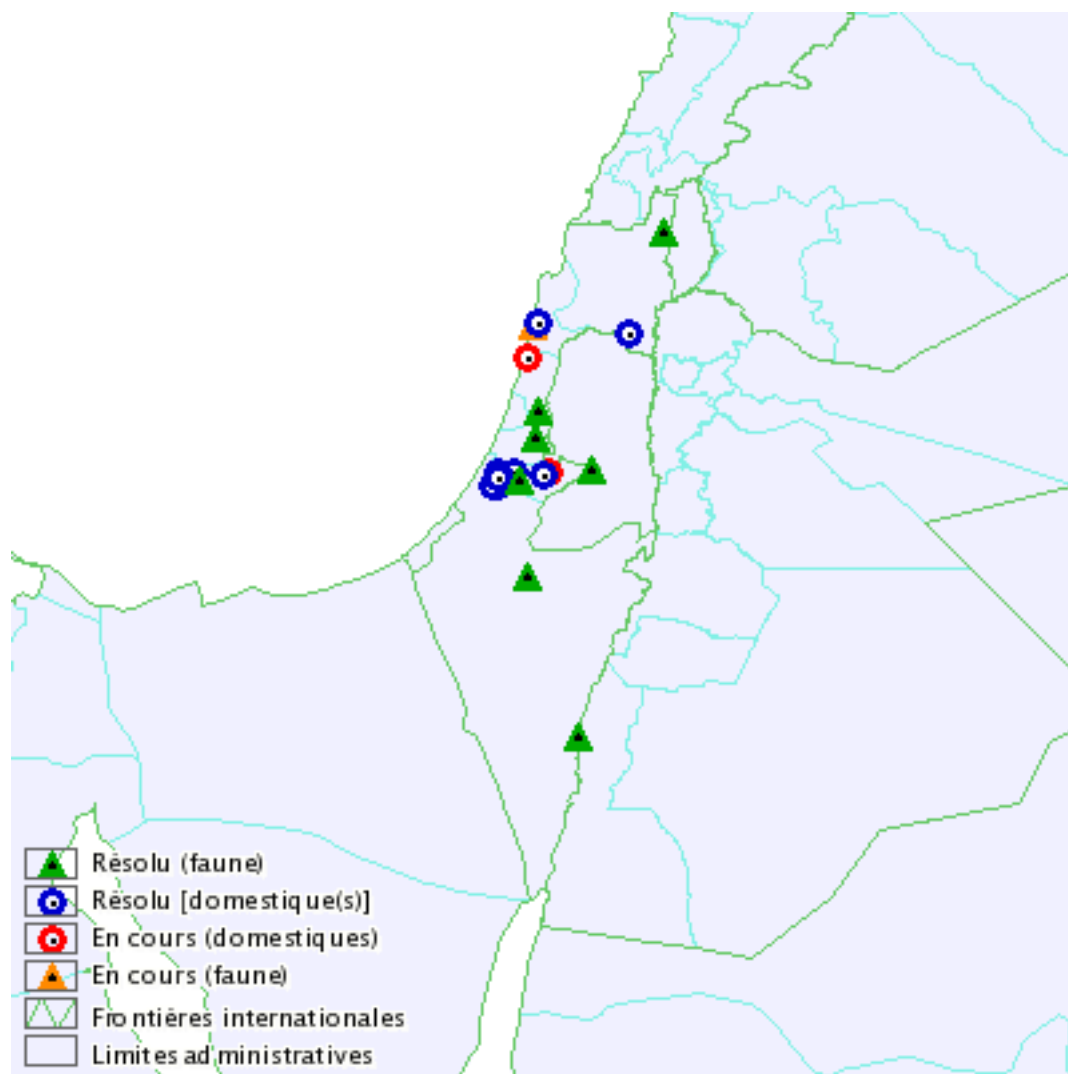 Résolu (faune)
Résolu [domestique(s)]
En cours (domestiques)
En cours (faune)
Frontières internationales
Limites administratives